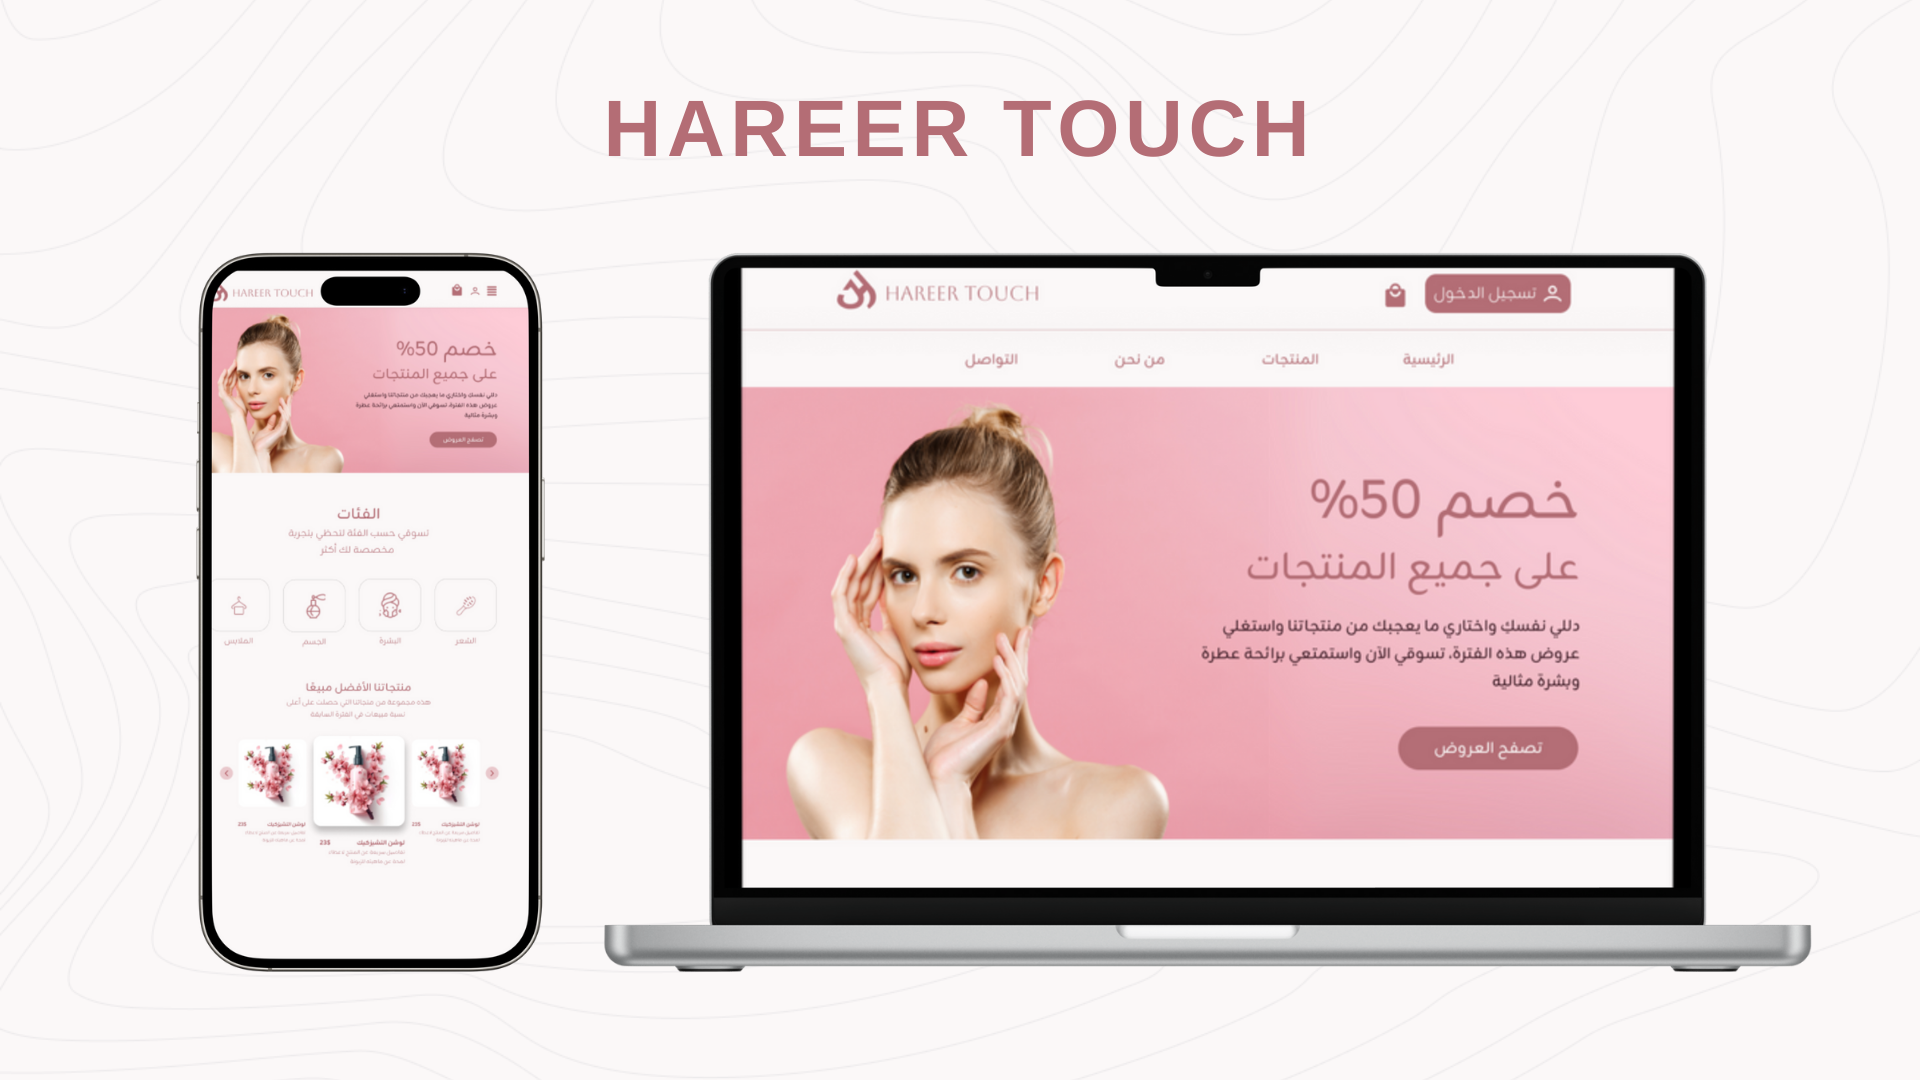 HAREER TOUCH
HAREER TOUCH
خصم 50%
على جميع المنتجات
دللي نفسك واختاري ما يعجبك من منتجاتنا واستغلي
عروض هذه الفترة، تسوقي الآن واستمتعي برائحة عطرة
وبشرة مثالية
تصفح العروض
الفئات
تسوقي حسب الفئة لتحظي بتجربة
مخصصة لك أكثر
الشعر
البشرة
الجسم
الملابس
منتجاتنا الأفضل مبيعًا
هذه مجموعة من منتجاتنا التي حصلت على أعلى
نسبة مبيعات في الفترة السابقة
لوشن التشيزكيك 23$
لوشن التشيزكيك 23$
لوشن التشيزكيك 23$
HAREER TOUCH
تسجيل الدخول
الرئيسية
المنتجات
من نحن
التواصل
خصم 50%
على جميع المنتجات
دللي نفسكِ واختاري ما يعجبك من منتجاتنا واستغلي
عروض هذه الفترة، تسوقي الآن واستمتعي برائحة عطرة
وبشرة مثالية
تصفح العروض